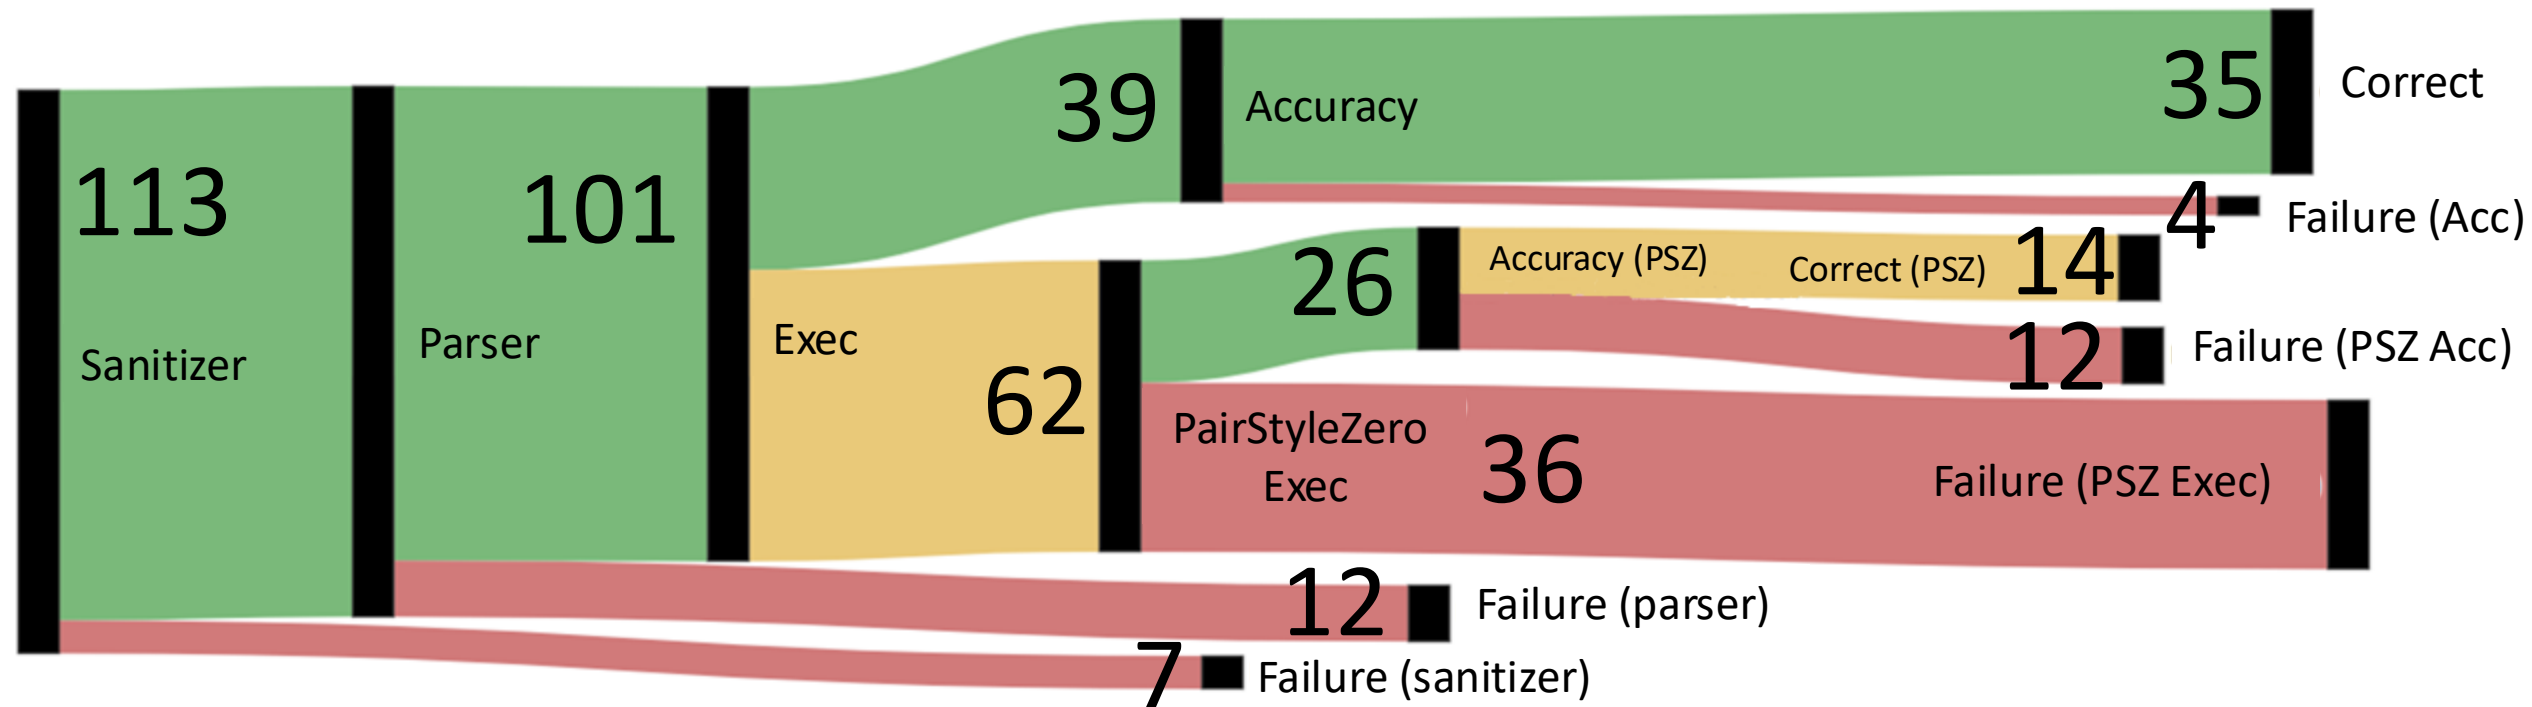 35
Correct
39
Accuracy
113
101
4
Failure (Acc)
26
Accuracy (PSZ)
Correct (PSZ)
14
Sanitizer
Parser
Exec
12
Failure (PSZ Acc)
62
PairStyleZero
Exec
36
Failure (PSZ Exec)
12
Failure (parser)
7
Failure (sanitizer)